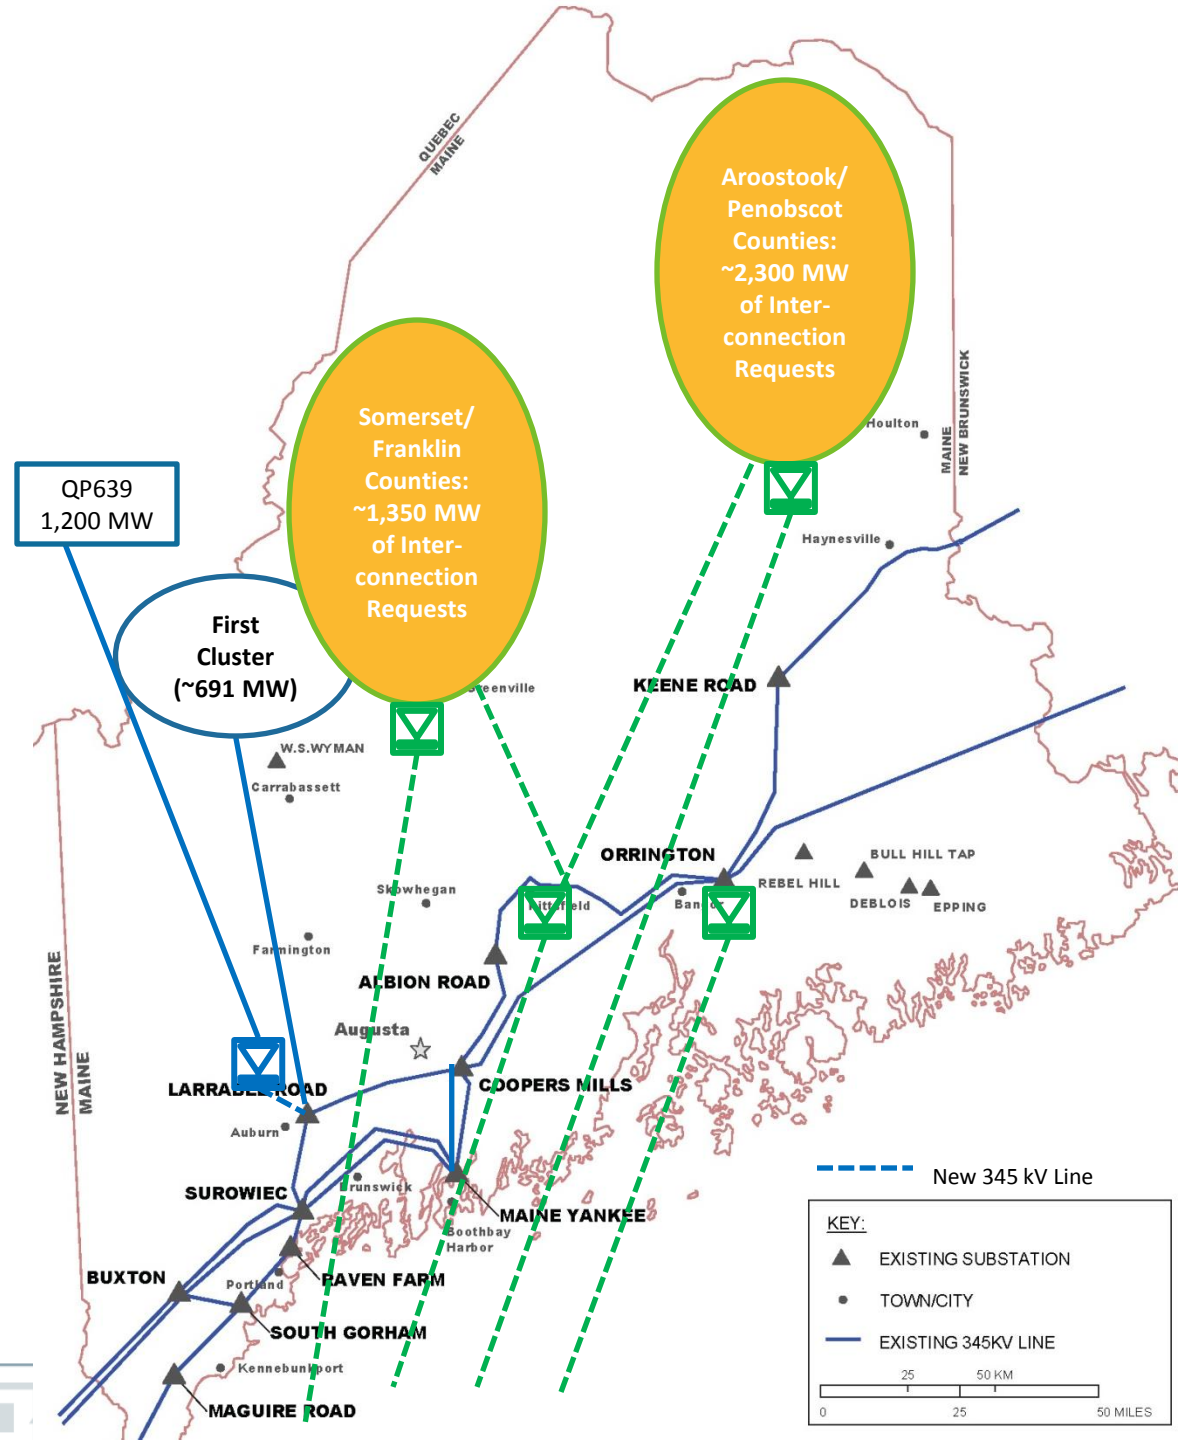 QUEBEC
MAINE
Aroostook/
Penobscot
Counties:
~2,300 MW
of Inter-
connection
Requests
Somerset/
Franklin
Counties:
~1,350 MW
of Inter-
connection
Requests
Houlton
MAINE
NEW BRUNSWICK
QP639
1,200 MW
Haynesville
First
Cluster
(~691 MW)
KEENE ROAD
Greenville
W.S.WYMAN
Carrabassett
ORRINGTON
REBEL HILL
BULL HILL TAP
DEBLOIS
EPPING
Skowhegan
Pittsfield
Bangor
Farmington
ALBION ROAD
NEW HAMPSHIRE
MAINE
Augusta
LARRABEE ROAD
COOPERS MILLS
Auburn
SUROWIEC
Brunswick
MAINE YANKEE
Boothbay
Harbor
BUXTON
Portland
RAVEN FARM
SOUTH GORHAM
Kennebunkport
MAGUIRE ROAD
New 345 kV Line
KEY:
EXISTING SUBSTATION
TOWN/CITY
EXISTING 345KV LINE
25 50 KM
0 25 50 MILES